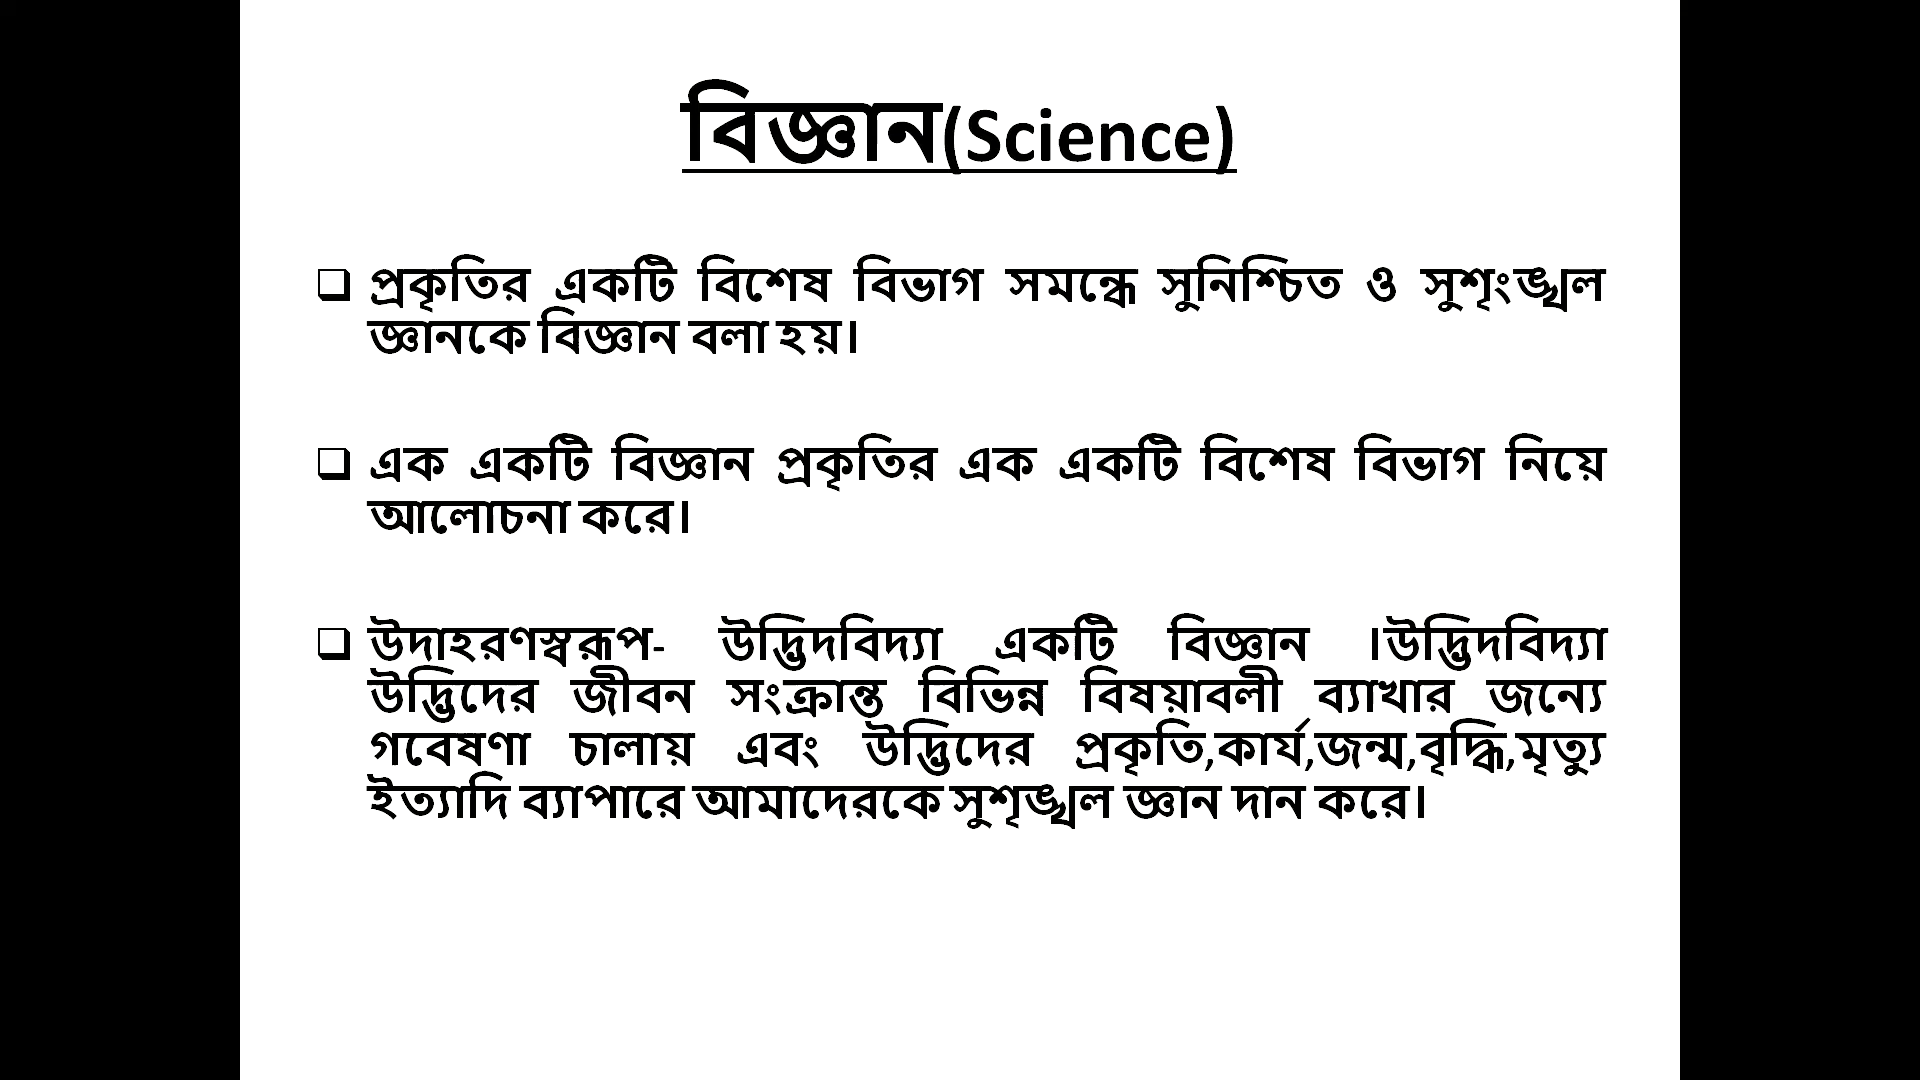 বিজ্ঞান(Science)
প্রকৃতির একটি বিশেষ বিভাগ সমন্ধে সুনিশ্চিত ও সুশৃংঙ্খল
জ্ঞানকে বিজ্ঞান বলা হয়।
এক একটি বিজ্ঞান প্রকৃতির এক একটি বিশেষ বিভাগ নিয়ে
আলোচনা করে।
উদাহরণস্বরূপ- উদ্ভিদবিদ্যা একটি বিজ্ঞান ।উদ্ভিদবিদ্যা
উদ্ভিদের জীবন সংক্রান্ত বিভিন্ন বিষয়াবলী ব্যাখার জন্যে
গবেষণা চালায় এবং উদ্ভিদের প্রকৃতি,কার্য,জন্ম,বৃদ্ধি,মৃত্যু
ইত্যাদি ব্যাপারে আমাদেরকে সুশৃঙ্খল জ্ঞান দান করে।